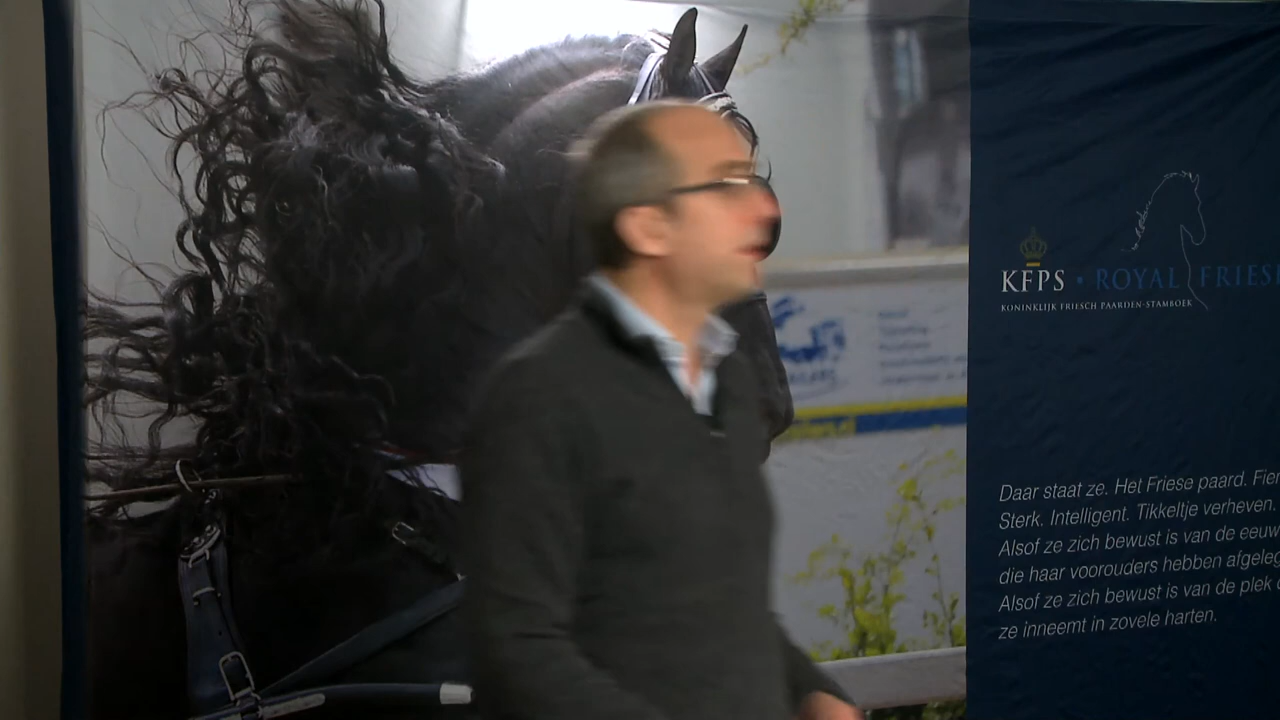 KFPS • ROYAL FRIES
KONINKLIJK FRIESCH PAARDEN-STAMBOEK
Daar staat ze. Het Friese paard. Fier
Sterk. Intelligent. Tikkeltje verheven.
Alsof ze zich bewust is van de eeuw
die haar voorouders hebben afgeleg
Alsof ze zich bewust is van de plek
ze inneemt in zovele harten.